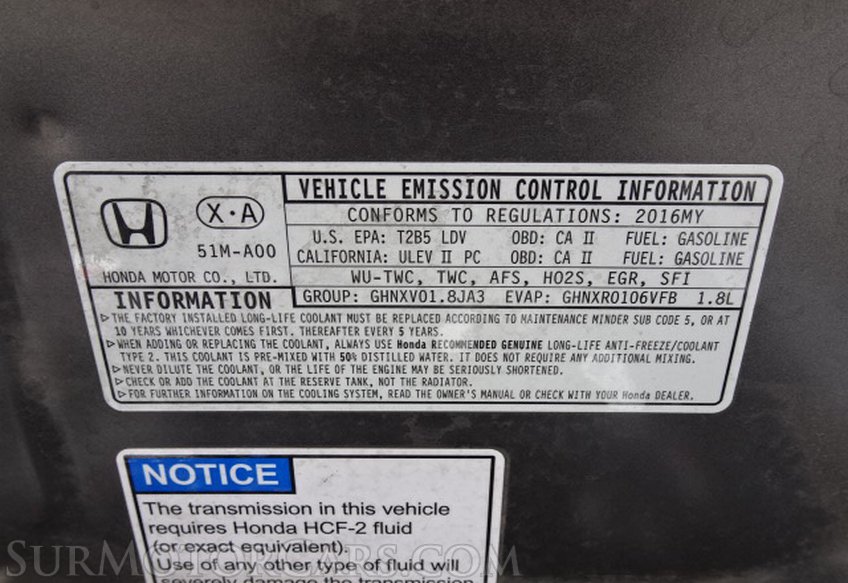 VEHICLE EMISSION CONTROL INFORMATION
X·A
CONFORMS TO REGULATIONS: 2016MY
51M-A00
U.S. EPA: T2B5 LDV OBD: CA II FUEL: GASOLINE
CALIFORNIA: ULEV II PC OBD: CA II FUEL: GASOLINE
HONDA MOTOR CO., LTD.
WU-TWC, TWC, AFS, HO2S, EGR, SFI
INFORMATION
GROUP: GHNXV01.8JA3 EVAP: GHNXR0106VFB 1.8L
▷THE FACTORY INSTALLED LONG-LIFE COOLANT MUST BE REPLACED ACCORDING TO MAINTENANCE MINDER SUB CODE 5, OR AT
10 YEARS WHICHEVER COMES FIRST. THEREAFTER EVERY 5 YEARS.
▷WHEN ADDING OR REPLACING THE COOLANT, ALWAYS USE Honda RECOMMENDED GENUINE LONG-LIFE ANTI-FREEZE/COOLANT
TYPE 2. THIS COOLANT IS PRE-MIXED WITH 50% DISTILLED WATER. IT DOES NOT REQUIRE ANY ADDITIONAL MIXING.
▷NEVER DILUTE THE COOLANT, OR THE LIFE OF THE ENGINE MAY BE SERIOUSLY SHORTENED.
▷CHECK OR ADD THE COOLANT AT THE RESERVE TANK, NOT THE RADIATOR.
▷FOR FURTHER INFORMATION ON THE COOLING SYSTEM, READ THE OWNER'S MANUAL OR CHECK WITH YOUR Honda DEALER.
NOTICE
The transmission in this vehicle
requires Honda HCF-2 fluid
(or exact equivalent).
Use of any other type of fluid will
severely damage the transmission
SurMotorCars.com